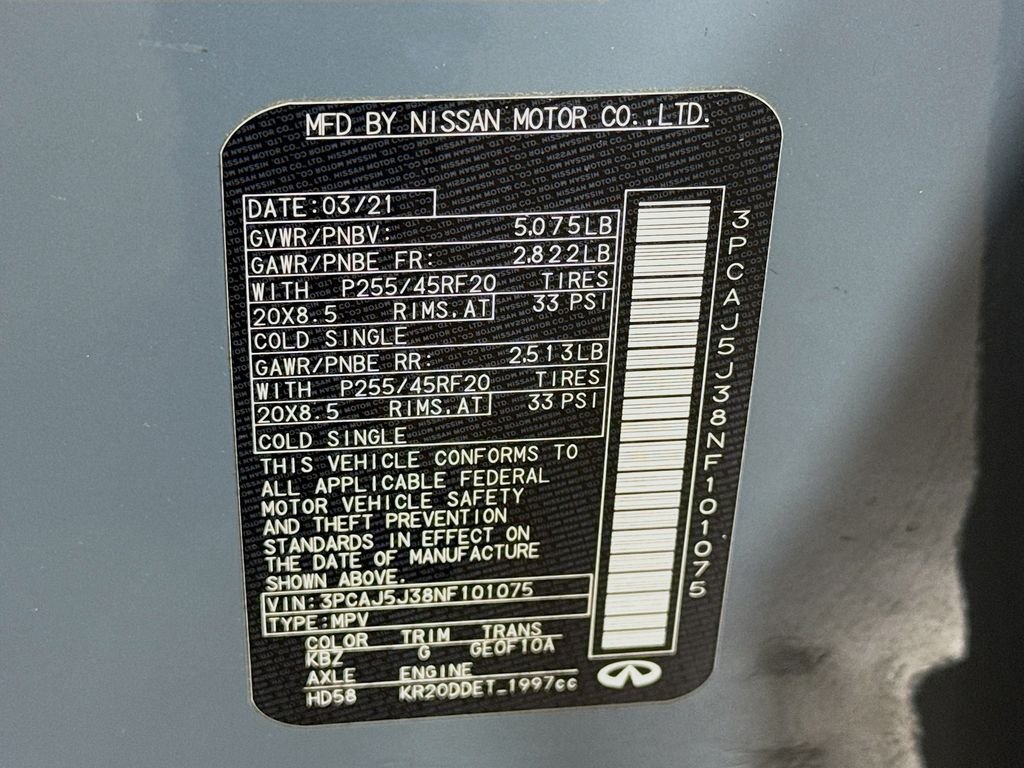 MFD BY NISSAN MOTOR CO., LTD.
DATE:03/21
GVWR/PNBV: 5,075LB
GAWR/PNBE FR: 2,822LB
WITH P255/45RF20 TIRES
20X8.5 RIMS,AT 33 PSI
COLD SINGLE
GAWR/PNBE RR: 2,513LB
WITH P255/45RF20 TIRES
20X8.5 RIMS,AT 33 PSI
COLD SINGLE
THIS VEHICLE CONFORMS TO
ALL APPLICABLE FEDERAL
MOTOR VEHICLE SAFETY
AND THEFT PREVENTION
STANDARDS IN EFFECT ON
THE DATE OF MANUFACTURE
SHOWN ABOVE.
VIN:3PCAJ5J38NF101075
TYPE:MPV
COLOR TRIM TRANS
KBZ G GE0F10A
AXLE ENGINE
HD58 KR20DDET_1997cc
3PCAJ5J38NF101075